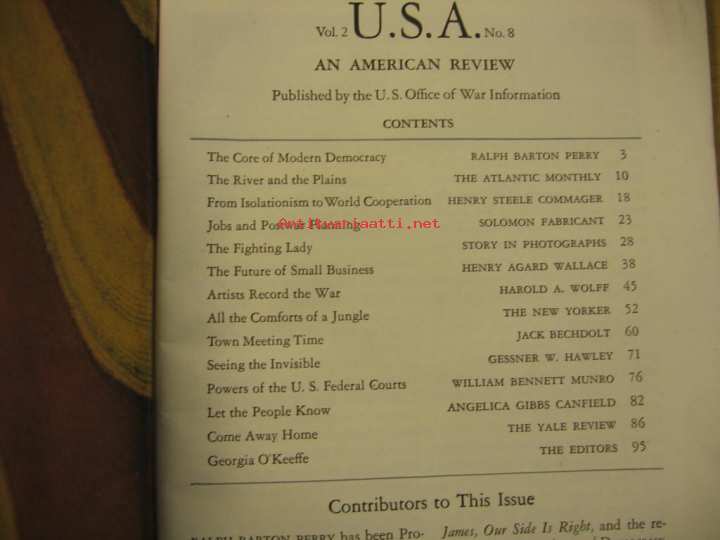 Vol. 2 U.S.A. No. 8
AN AMERICAN REVIEW
Published by the U.S. Office of War Information
CONTENTS
The Core of Modern Democracy RALPH BARTON PERRY 3
The River and the Plains THE ATLANTIC MONTHLY 10
From Isolationism to World Cooperation HENRY STEELE COMMAGER 18
Jobs and Postwar Planning SOLOMON FABRICANT 23
Antikvariaatti.net
The Fighting Lady STORY IN PHOTOGRAPHS 28
The Future of Small Business HENRY AGARD WALLACE 38
Artists Record the War HAROLD A. WOLFF 45
All the Comforts of a Jungle THE NEW YORKER 52
Town Meeting Time JACK BECHDOLT 60
Seeing the Invisible GESSNER W. HAWLEY 71
Powers of the U. S. Federal Courts WILLIAM BENNETT MUNRO 76
Let the People Know ANGELICA GIBBS CANFIELD 82
Come Away Home THE YALE REVIEW 86
Georgia O'Keeffe THE EDITORS 95
Contributors to This Issue
RALPH BARTON PERRY has been Pro-
James, Our Side Is Right, and the re-